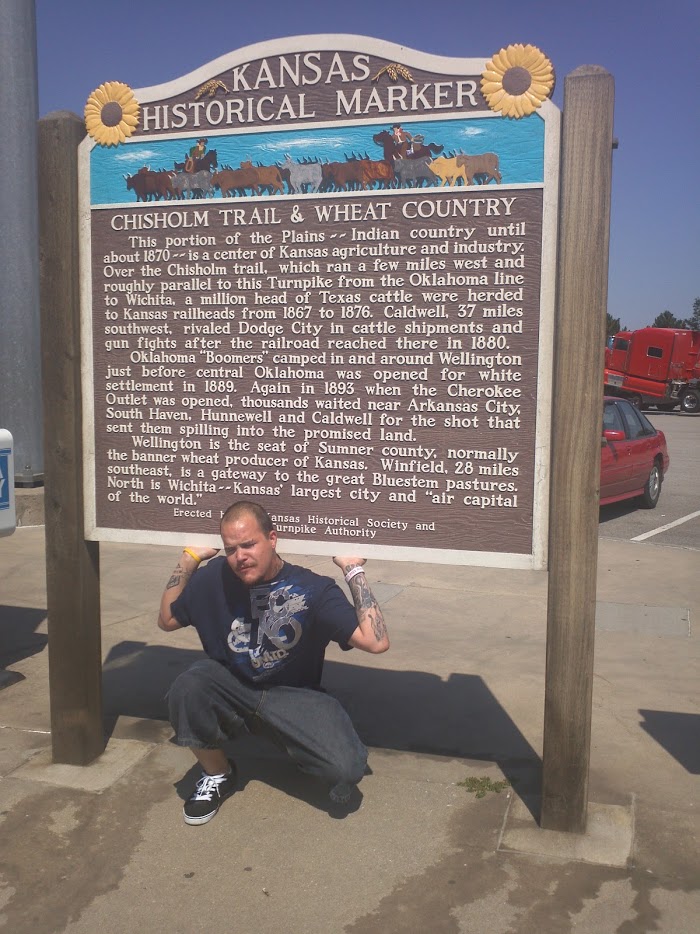 KANSAS
HISTORICAL MARKER
CHISHOLM TRAIL & WHEAT COUNTRY
This portion of the Plains -- Indian country until
about 1870 -- is a center of Kansas agriculture and industry.
Over the Chisholm trail, which ran a few miles west and
roughly parallel to this Turnpike from the Oklahoma line
to Wichita, a million head of Texas cattle were herded
to Kansas railheads from 1867 to 1876. Caldwell, 37 miles
southwest, rivaled Dodge City in cattle shipments and
gun fights after the railroad reached there in 1880.
Oklahoma "Boomers" camped in and around Wellington
just before central Oklahoma was opened for white
settlement in 1889. Again in 1893 when the Cherokee
Outlet was opened, thousands waited near Arkansas City,
South Haven, Hunnewell and Caldwell for the shot that
sent them spilling into the promised land.
Wellington is the seat of Sumner county, normally
the banner wheat producer of Kansas. Winfield, 28 miles
southeast, is a gateway to the great Bluestem pastures.
North is Wichita -- Kansas' largest city and "air capital
of the world."
Erected Kansas Historical Society and
Turnpike Authority